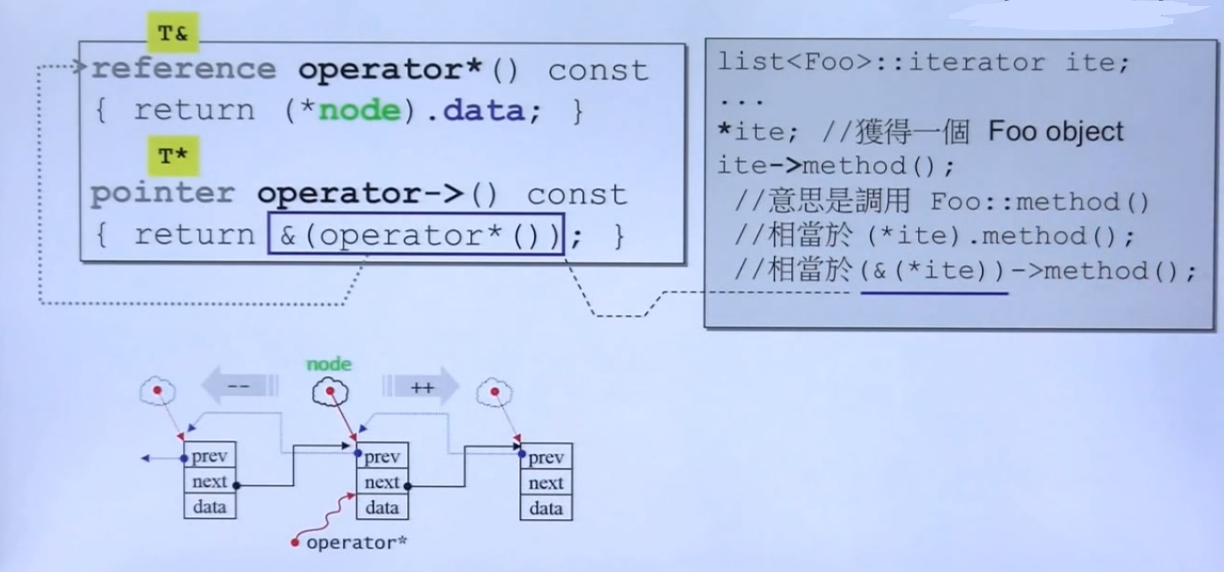 T&
reference operator*() const
{ return (*node).data; }
T*
pointer operator->() const
{ return &(operator*()); }
list<Foo>::iterator ite;
...
*ite; //獲得一個 Foo object
ite->method();
//意思是調用 Foo::method()
//相當於 (*ite).method();
//相當於(&(*ite))->method();
node
-- ++
prev prev prev
next next next
data data data
operator*